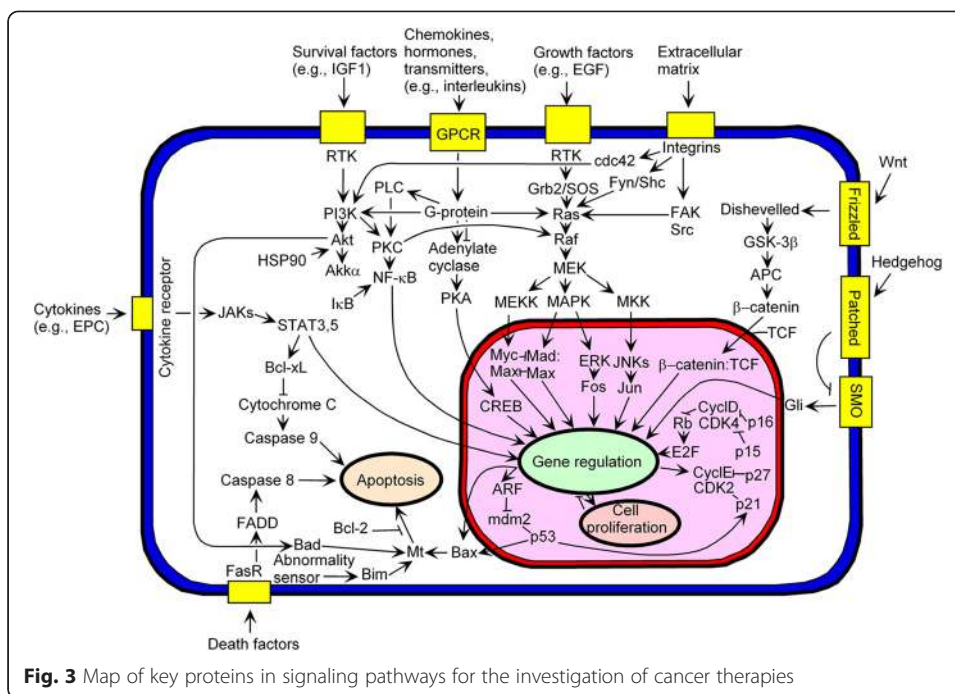 Survival factors
(e.g., IGF1)
Chemokines,
hormones,
transmitters,
(e.g., interleukins)
Growth factors
(e.g., EGF)
Extracellular
matrix
GPCR
RTK
RTK
cdc42
Integrins
Wnt
PLC
Grb2/SOS
Fyn/Shc
Frizzled
PI3K
G-protein
Ras
FAK
Src
Dishevelled
Akt
PKC
Adenylate
cyclase
Raf
GSK-3β
HSP90
Akkα
NF-κB
MEK
APC
Hedgehog
Patched
Cytokines
(e.g., EPC)
Cytokine receptor
JAKs
IκB
PKA
MEKK
MAPK
MKK
β-catenin
TCF
STAT3,5
Bcl-xL
Myc
Max
Mad:
Max
ERK
JNKs
β-catenin:TCF
Cytochrome C
CREB
Fos
Jun
Gli
SMO
CyclD,
CDK4
p16
Rb
p15
Caspase 9
Gene regulation
E2F
Caspase 8
Apoptosis
ARF
CyclE
CDK2
p27
p21
FADD
Bcl-2
mdm2
p53
Cell
proliferation
Bad
Mt
Bax
Abnormality
sensor
Bim
FasR
Death factors
Fig. 3 Map of key proteins in signaling pathways for the investigation of cancer therapies